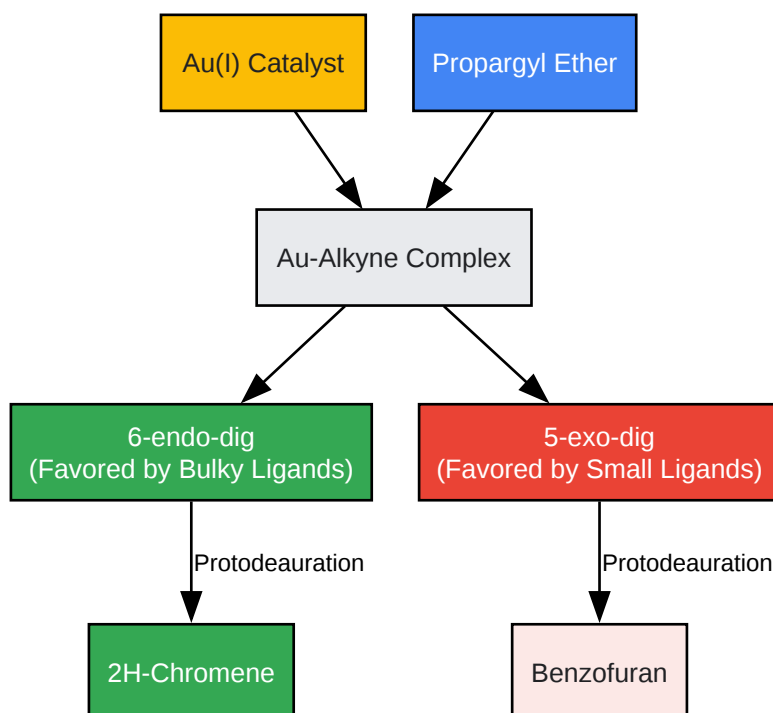 Au(I) Catalyst
Propargyl Ether
Au-Alkyne Complex
6-endo-dig
(Favored by Bulky Ligands)
5-exo-dig
(Favored by Small Ligands)
Protodeauration
Protodeauration
2H-Chromene
Benzofuran